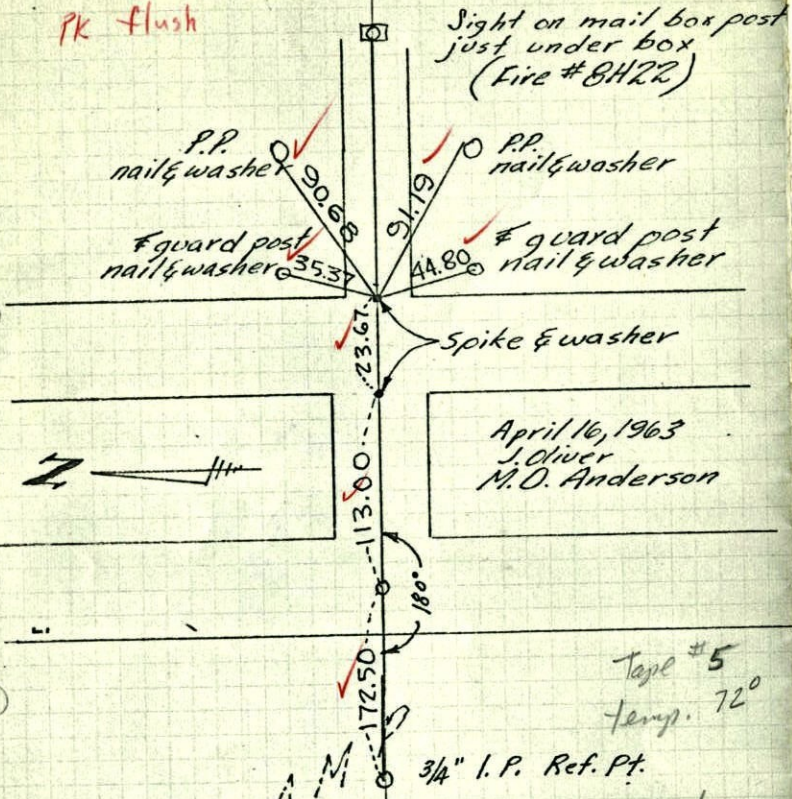 PK flush
Sight on mail box post
just under box
(Fire #8H22)
P.P.
nail & washer
90.68
91.19
P.P.
nail & washer
guard post
nail & washer
35.37
44.80
guard post
nail & washer
23.67
Spike & washer
N
113.00
April 16, 1963
J. Oliver
M.O. Anderson
180°
172.50
Tape #5
temp. 72°
3/4" I.P. Ref. Pt.